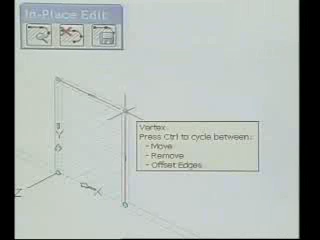 In-Place Edit
Vertex
Press Ctrl to cycle between:
- Move
- Remove
- Offset Edges
Y
X
Z